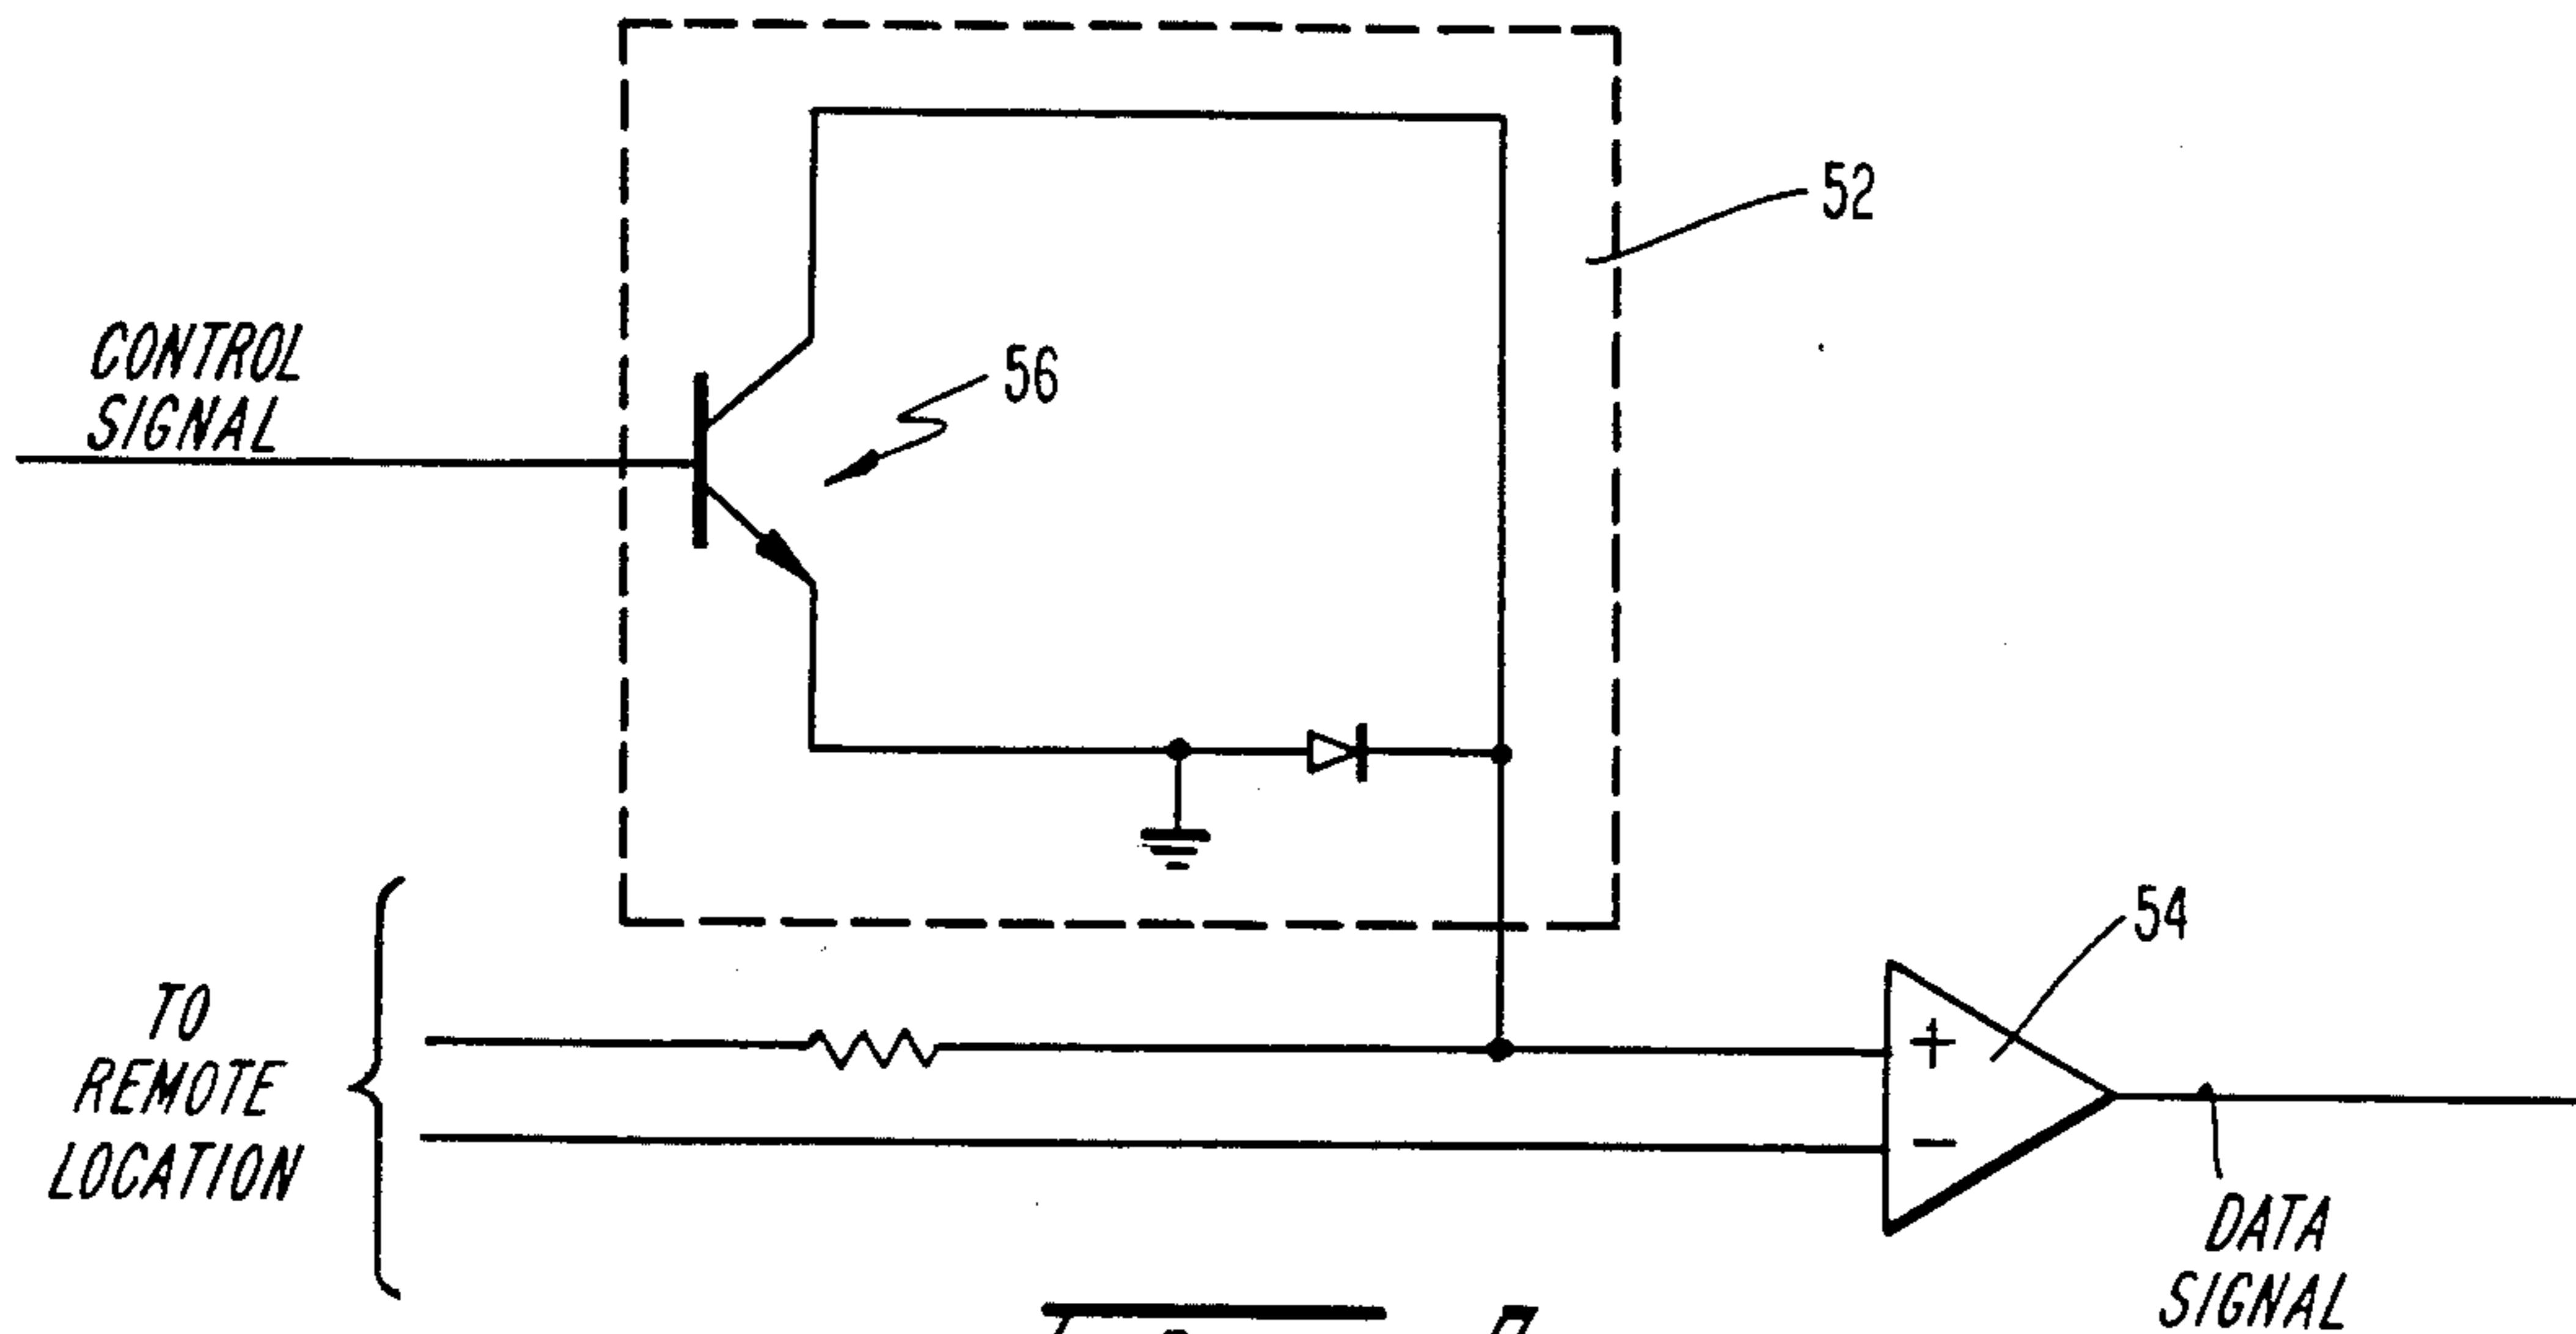 52
CONTROL
SIGNAL
56
54
+
−
TO
REMOTE
LOCATION
DATA
SIGNAL